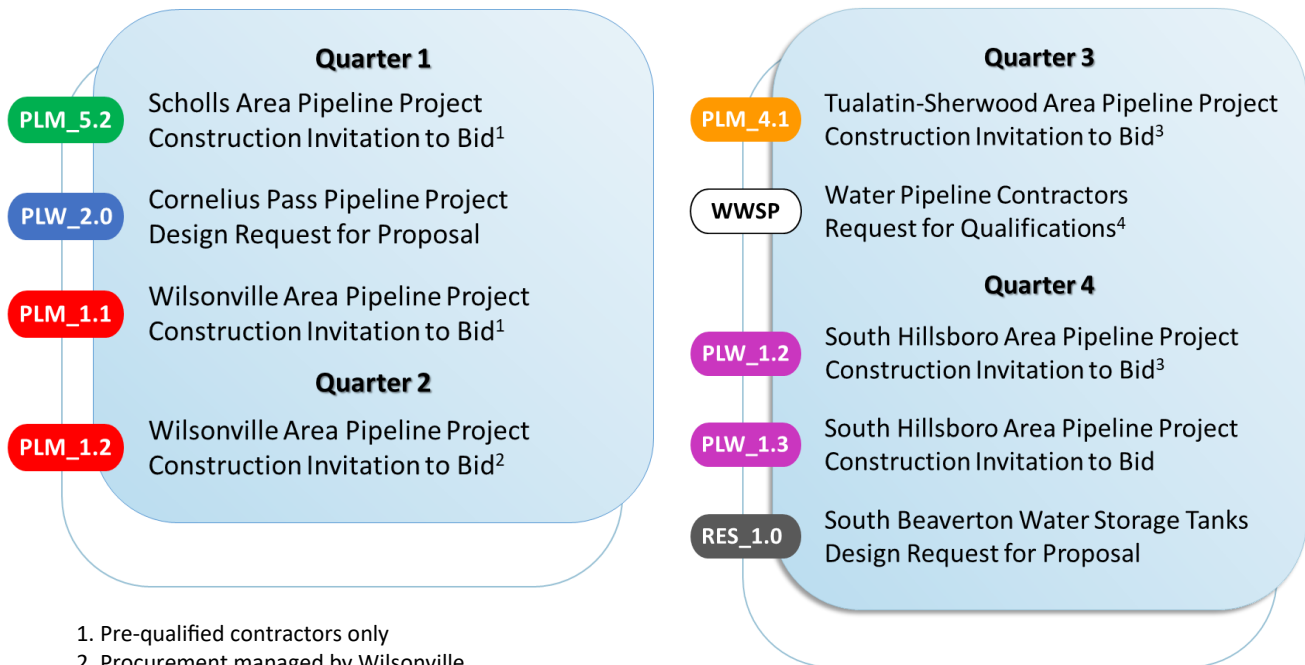 Quarter 1
PLM_5.2
Scholls Area Pipeline Project
Construction Invitation to Bid¹
PLW_2.0
Cornelius Pass Pipeline Project
Design Request for Proposal
PLM_1.1
Wilsonville Area Pipeline Project
Construction Invitation to Bid¹
Quarter 2
PLM_1.2
Wilsonville Area Pipeline Project
Construction Invitation to Bid²
1. Pre-qualified contractors only
2. Procurement managed by Wilsonville
Quarter 3
PLM_4.1
Tualatin-Sherwood Area Pipeline Project
Construction Invitation to Bid³
WWSP
Water Pipeline Contractors
Request for Qualifications⁴
Quarter 4
PLW_1.2
South Hillsboro Area Pipeline Project
Construction Invitation to Bid³
PLW_1.3
South Hillsboro Area Pipeline Project
Construction Invitation to Bid
RES_1.0
South Beaverton Water Storage Tanks
Design Request for Proposal